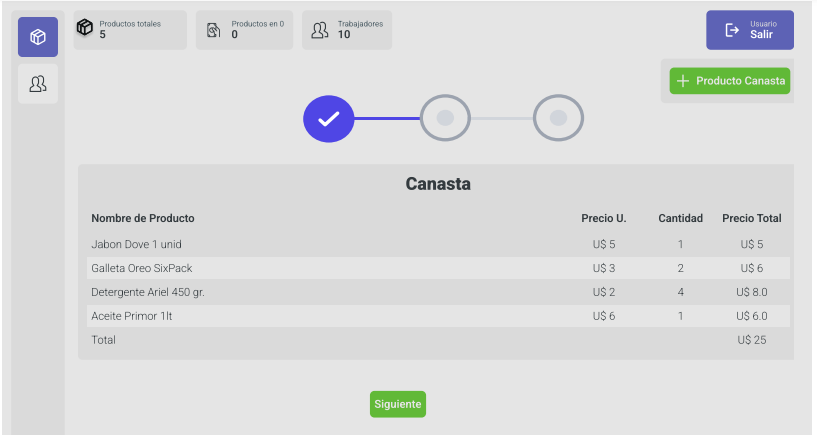 Productos totales
5
Productos en 0
0
Trabajadores
10
Usuario
Salir
+ Producto Canasta
Canasta
Nombre de Producto Precio U. Cantidad Precio Total
Jabon Dove 1 unid U$ 5 1 U$ 5
Galleta Oreo SixPack U$ 3 2 U$ 6
Detergente Ariel 450 gr. U$ 2 4 U$ 8.0
Aceite Primor 1lt U$ 6 1 U$ 6.0
Total U$ 25
Siguiente